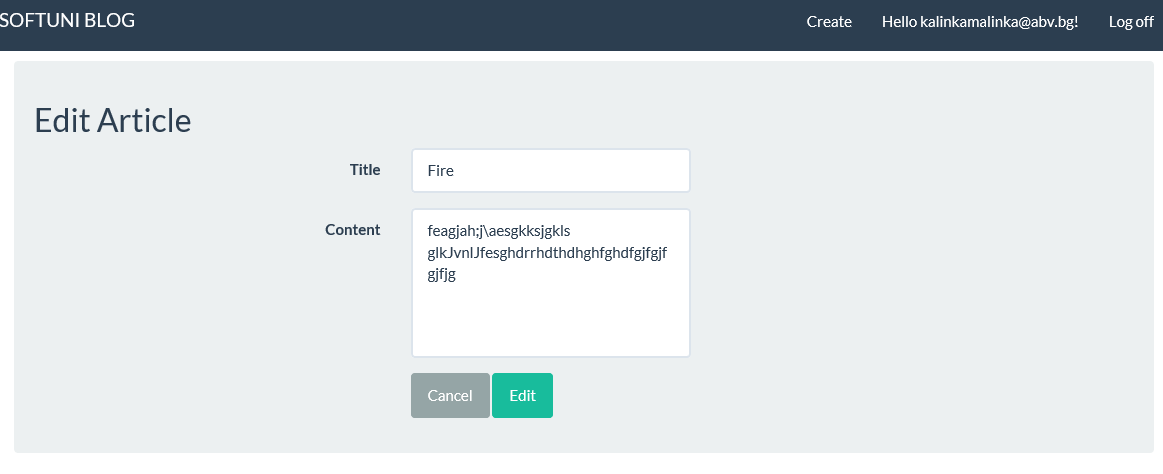 SOFTUNI BLOG
Create
Hello kalinkamalinka@abv.bg!
Log off
Edit Article
Title
Fire
Content
feagjah;j\aesgkksjgkls
glkJvnlJfesghdrrhdthdhghfghdfgjfgjf
gjfjg
Cancel
Edit